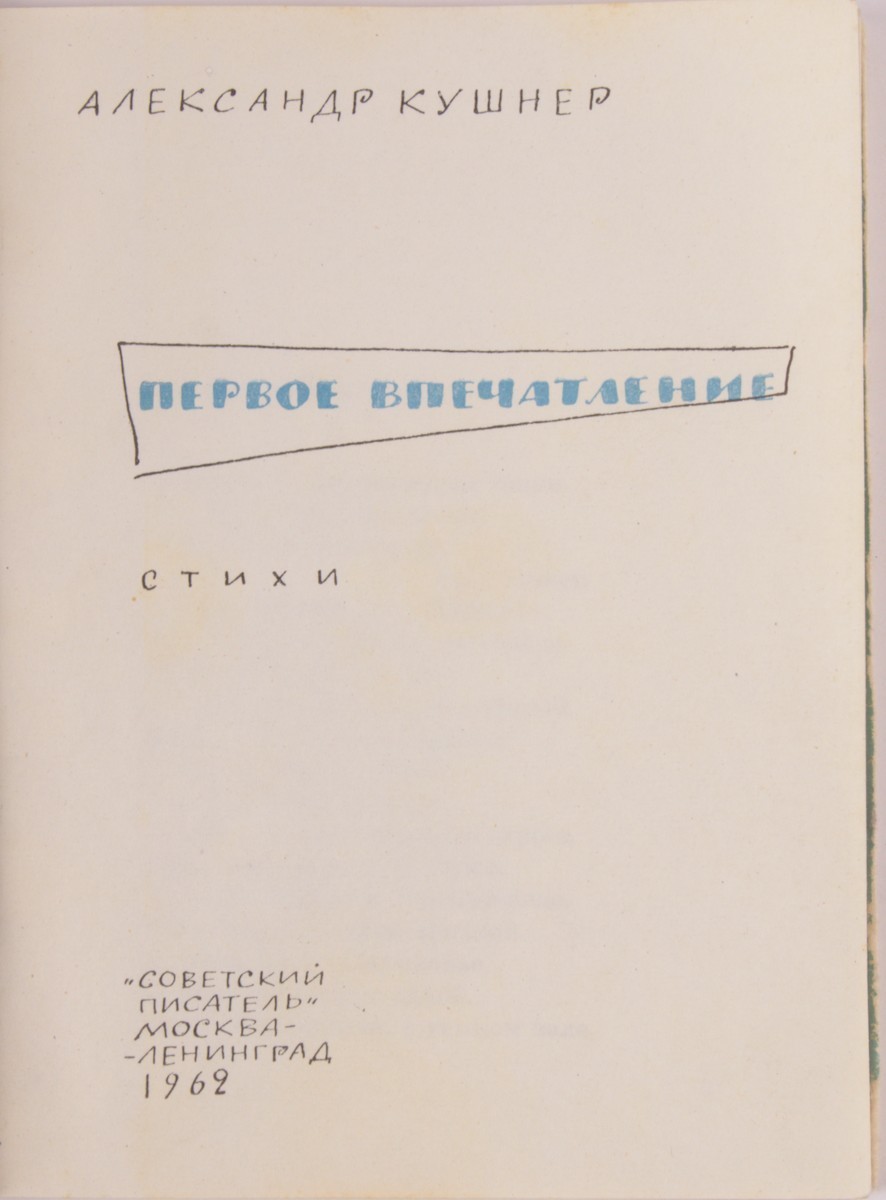 АЛЕКСАНДР КУШНЕР
ПЕРВОЕ ВПЕЧАТЛЕНИЕ
СТИХИ
"СОВЕТСКИЙ
ПИСАТЕЛЬ"
МОСКВА-
-ЛЕНИНГРАД
1962